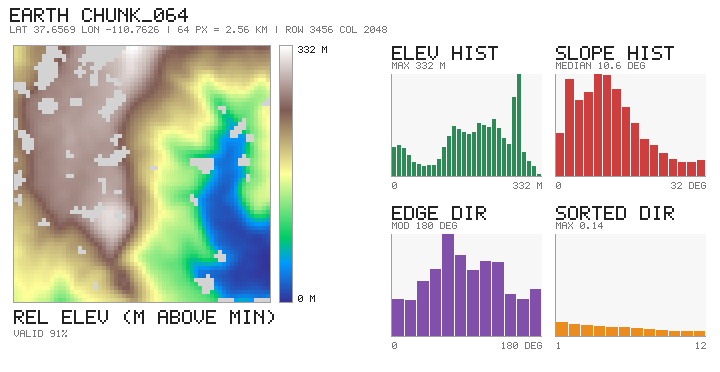 EARTH CHUNK_064
LAT 37.6569 LON -110.7626 | 64 PX = 2.56 KM | ROW 3456 COL 2048
332 M
0 M
REL ELEV (M ABOVE MIN)
VALID 91%
ELEV HIST
MAX 332 M
0 332 M
SLOPE HIST
MEDIAN 10.6 DEG
0 32 DEG
EDGE DIR
MOD 180 DEG
0 180 DEG
SORTED DIR
MAX 0.14
1 12